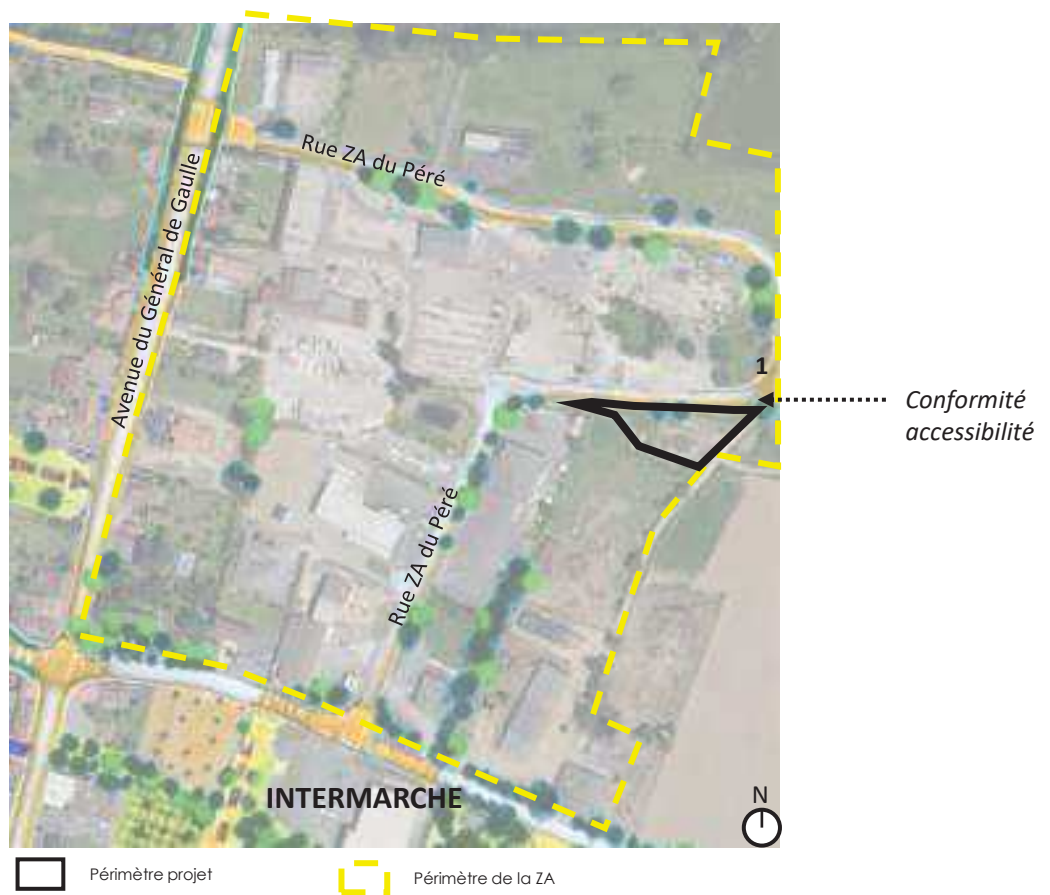 Rue ZA du Péré
Avenue du Général de Gaulle
1
Conformité
accessibilité
Rue ZA du Péré
INTERMARCHE
N
Périmètre projet
Périmètre de la ZA